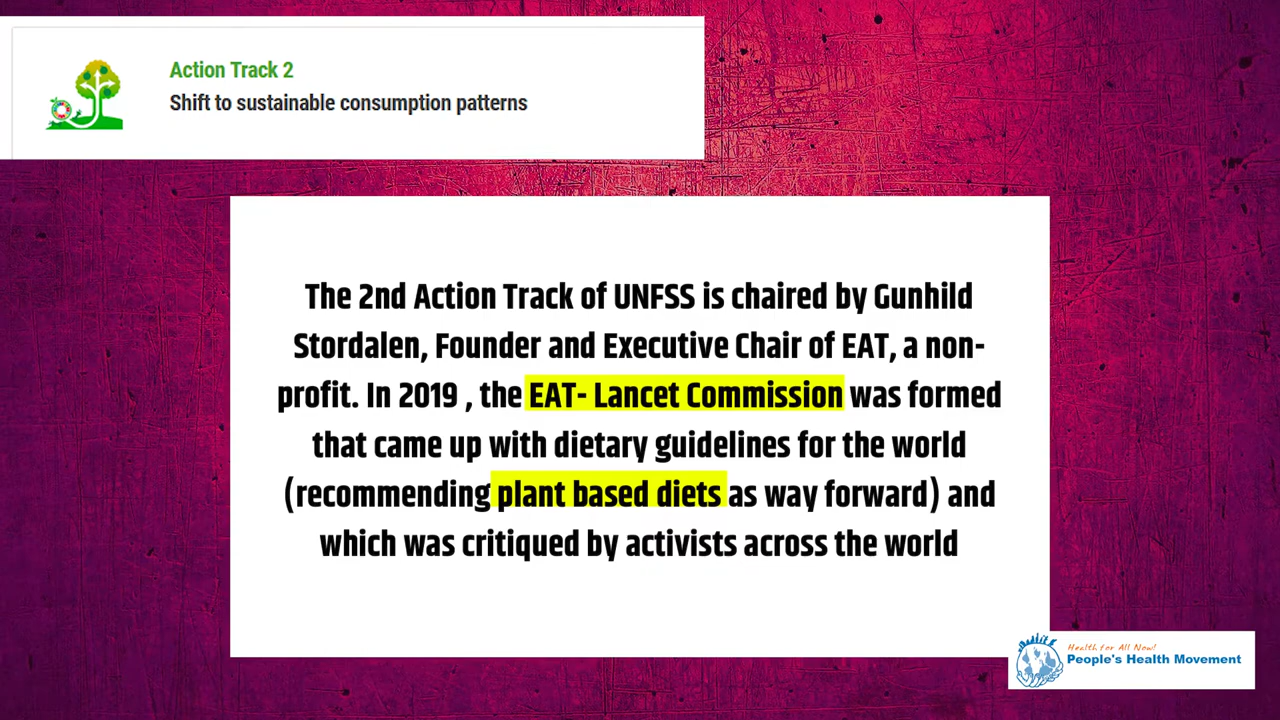 Action Track 2
Shift to sustainable consumption patterns
The 2nd Action Track of UNFSS is chaired by Gunhild
Stordalen, Founder and Executive Chair of EAT, a non-
profit. In 2019 , the EAT- Lancet Commission was formed
that came up with dietary guidelines for the world
(recommending plant based diets as way forward) and
which was critiqued by activists across the world
Health for All Now!
People's Health Movement